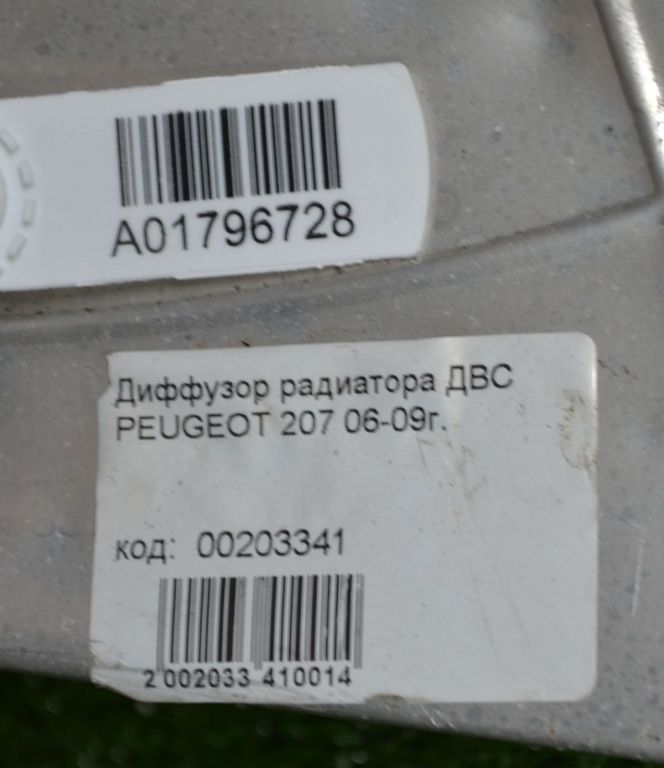 A01796728
Диффузор радиатора ДВС
PEUGEOT 207 06-09г.
код: 00203341
2 002033 410014